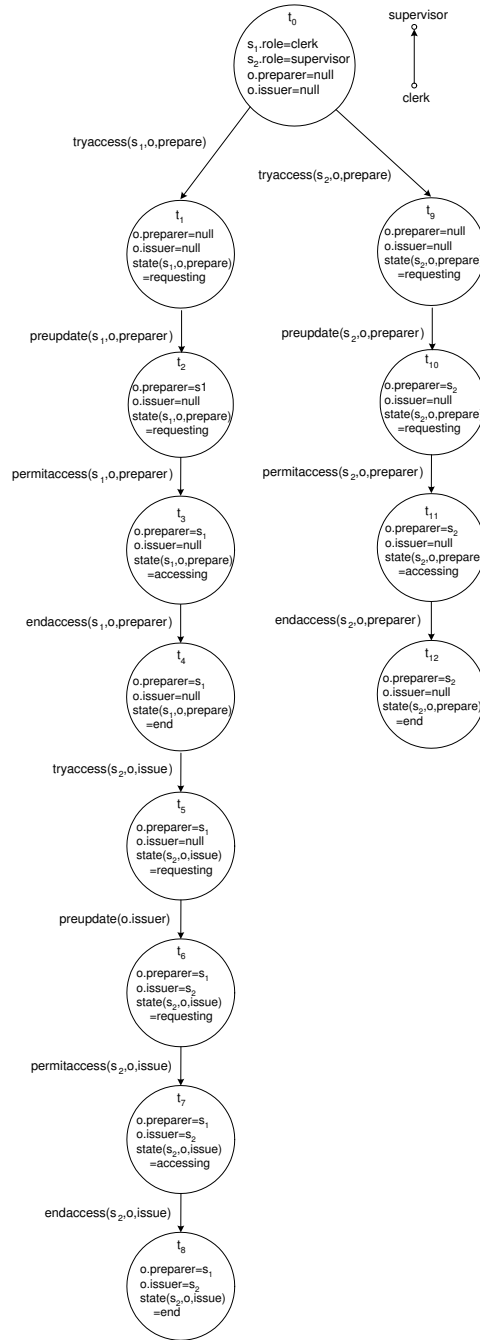 t0
s1.role=clerk
s2.role=supervisor
o.preparer=null
o.issuer=null
supervisor
clerk
tryaccess(s1,o,prepare)
tryaccess(s2,o,prepare)
t1
o.preparer=null
o.issuer=null
state(s1,o,prepare)
=requesting
t9
o.preparer=null
o.issuer=null
state(s2,o,prepare)
=requesting
preupdate(s1,o,preparer)
preupdate(s2,o,preparer)
t2
o.preparer=s1
o.issuer=null
state(s1,o,prepare)
=requesting
t10
o.preparer=s2
o.issuer=null
state(s2,o,prepare
=requesting
permitaccess(s1,o,preparer)
permitaccess(s2,o,preparer)
t3
o.preparer=s1
o.issuer=null
state(s1,o,prepare)
=accessing
t11
o.preparer=s2
o.issuer=null
state(s2,o,prepare
=accessing
endaccess(s1,o,preparer)
endaccess(s2,o,preparer)
t4
o.preparer=s1
o.issuer=null
state(s1,o,prepare)
=end
t12
o.preparer=s2
o.issuer=null
state(s2,o,prepare)
=end
tryaccess(s2,o,issue)
t5
o.preparer=s1
o.issuer=null
state(s2,o,issue)
=requesting
preupdate(o.issuer)
t6
o.preparer=s1
o.issuer=s2
state(s2,o,issue)
=requesting
permitaccess(s2,o,issue)
t7
o.preparer=s1
o.issuer=s2
state(s2,o,issue)
=accessing
endaccess(s2,o,issue)
t8
o.preparer=s1
o.issuer=s2
state(s2,o,issue)
=end